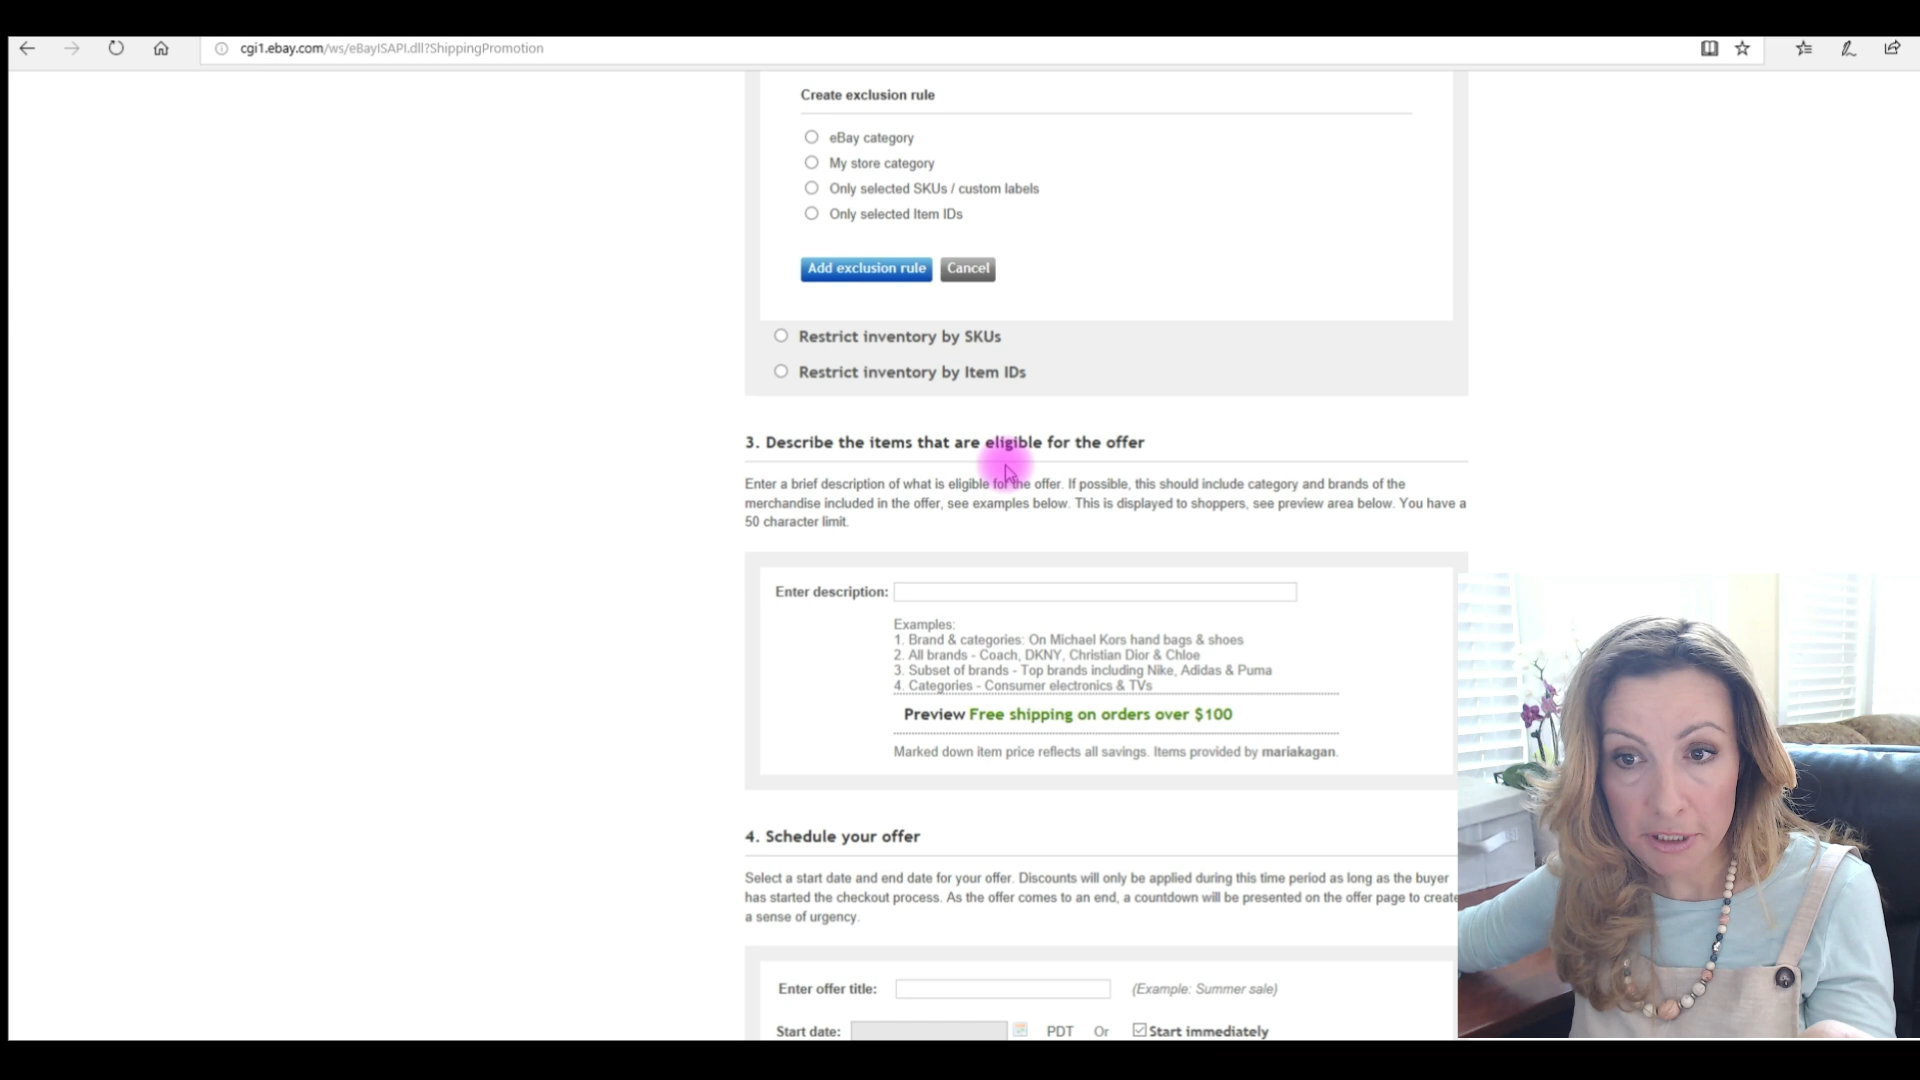 cgi1.ebay.com/ws/eBayISAPI.dll?ShippingPromotion
Create exclusion rule
eBay category
My store category
Only selected SKUs / custom labels
Only selected Item IDs
Add exclusion rule Cancel
Restrict inventory by SKUs
Restrict inventory by Item IDs
3. Describe the items that are eligible for the offer
Enter a brief description of what is eligible for the offer. If possible, this should include category and brands of the
merchandise included in the offer, see examples below. This is displayed to shoppers, see preview area below. You have a
50 character limit.
Enter description:
Examples:
1. Brand & categories: On Michael Kors hand bags & shoes
2. All brands - Coach, DKNY, Christian Dior & Chloe
3. Subset of brands - Top brands including Nike, Adidas & Puma
4. Categories - Consumer electronics & TVs
Preview Free shipping on orders over $100
Marked down item price reflects all savings. Items provided by mariakagan.
4. Schedule your offer
Select a start date and end date for your offer. Discounts will only be applied during this time period as long as the buyer
has started the checkout process. As the offer comes to an end, a countdown will be presented on the offer page to create
a sense of urgency.
Enter offer title: (Example: Summer sale)
Start date: PDT Or Start immediately